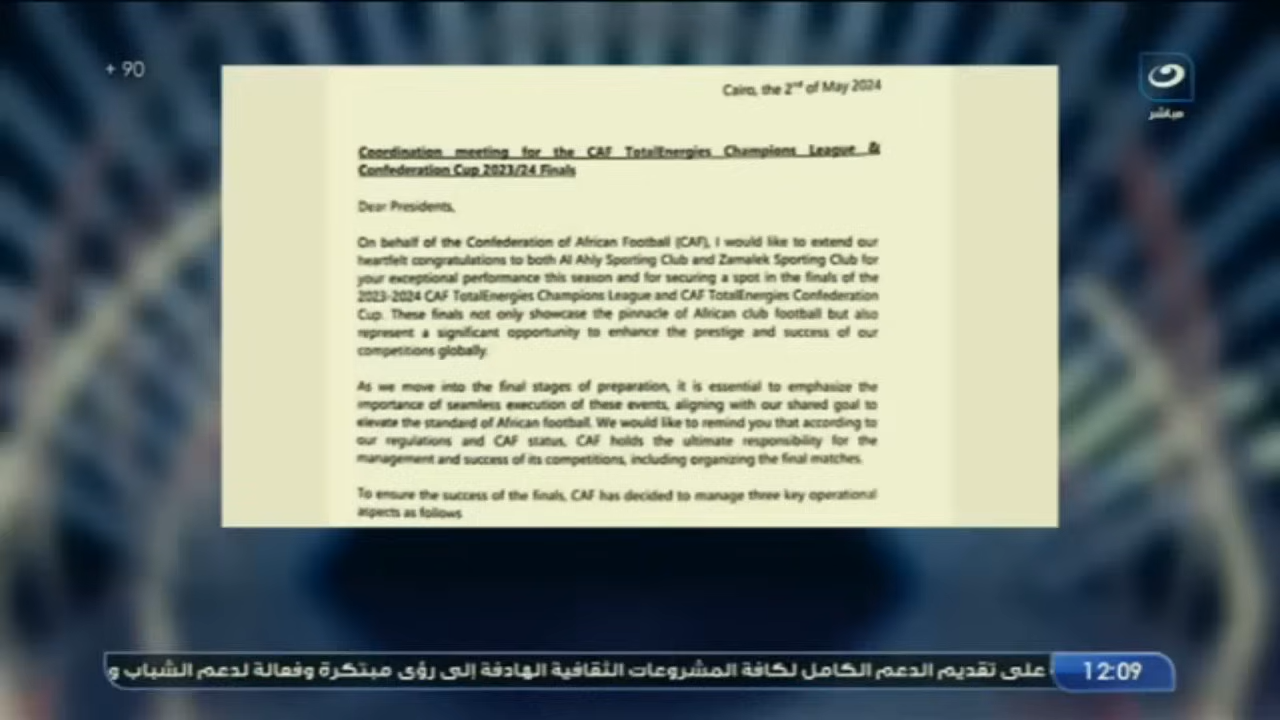 + 90
مباشر
Cairo, the 2nd of May 2024
Coordination meeting for the CAF TotalEnergies Champions League &
Confederation Cup 2023/24 Finals
Dear Presidents,
On behalf of the Confederation of African Football (CAF), I would like to extend our
heartfelt congratulations to both Al Ahly Sporting Club and Zamalek Sporting Club for
your exceptional performance this season and for securing a spot in the finals of the
2023-2024 CAF TotalEnergies Champions League and CAF TotalEnergies Confederation
Cup. These finals not only showcase the pinnacle of African club football but also
represent a significant opportunity to enhance the prestige and success of our
competitions globally.
As we move into the final stages of preparation, it is essential to emphasize the
importance of seamless execution of these events, aligning with our shared goal to
elevate the standard of African football. We would like to remind you that according to
our regulations and CAF status, CAF holds the ultimate responsibility for the
management and success of its competitions, including organizing the final matches.
To ensure the success of the finals, CAF has decided to manage three key operational
aspects as follows
على تقديم الدعم الكامل لكافة المشروعات الثقافية الهادفة إلى رؤى مبتكرة وفعالة لدعم الشباب و
12:09